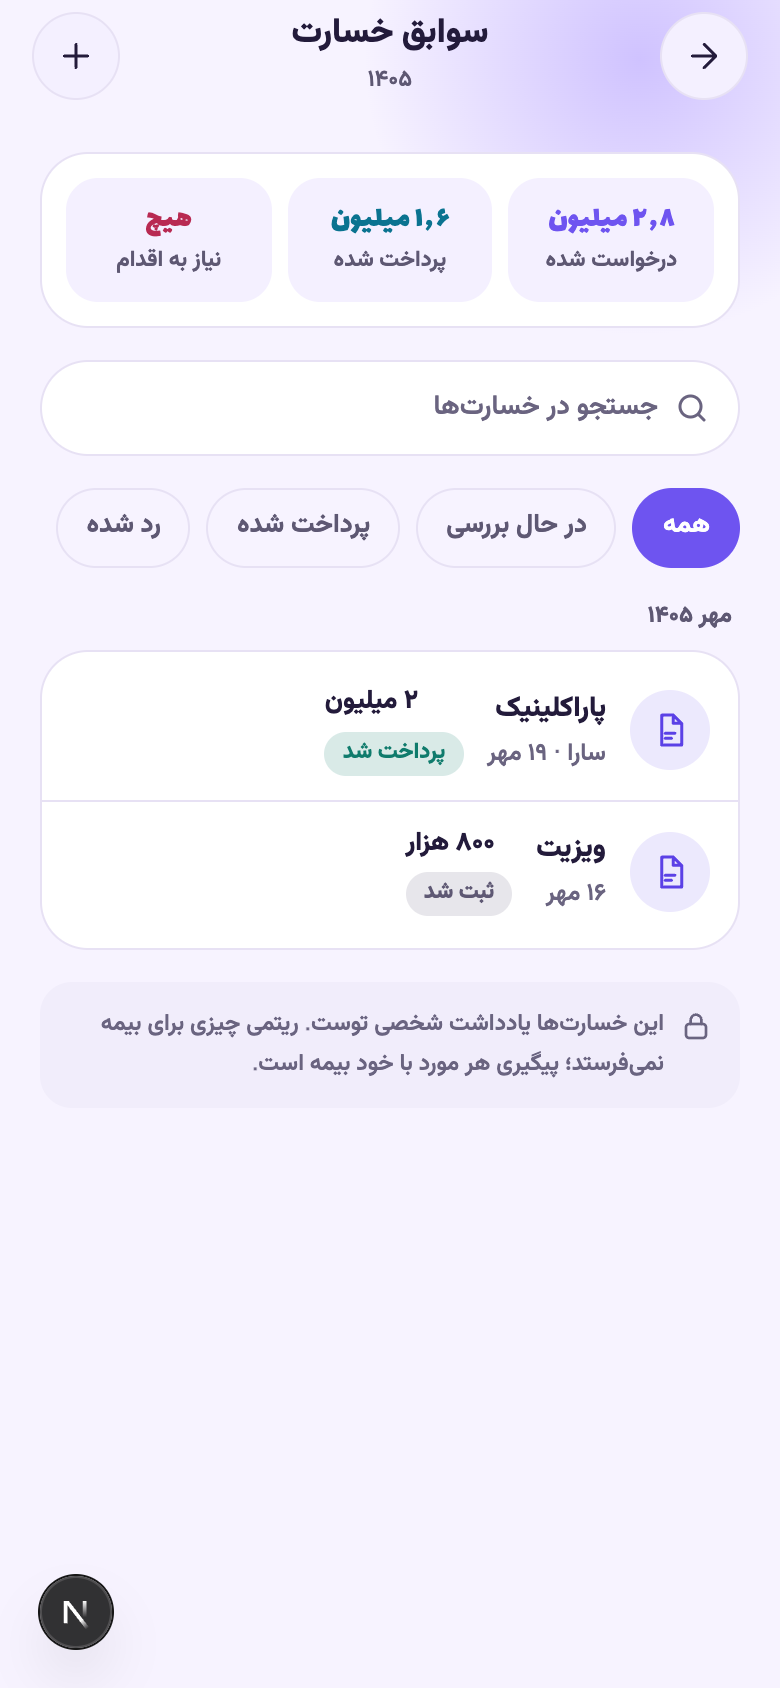 سوابق خسارت
۱۴۰۵
۲,۸ میلیون
درخواست شده
۱,۶ میلیون
پرداخت شده
هیچ
نیاز به اقدام
جستجو در خسارت‌ها
همه
در حال بررسی
پرداخت شده
رد شده
مهر ۱۴۰۵
پاراکلینیک
سارا · ۱۹ مهر
۲ میلیون
پرداخت شد
ویزیت
۱۶ مهر
۸۰۰ هزار
ثبت شد
این خسارت‌ها یادداشت شخصی توست. ریتمی چیزی برای بیمه
نمی‌فرستد؛ پیگیری هر مورد با خود بیمه است.
N